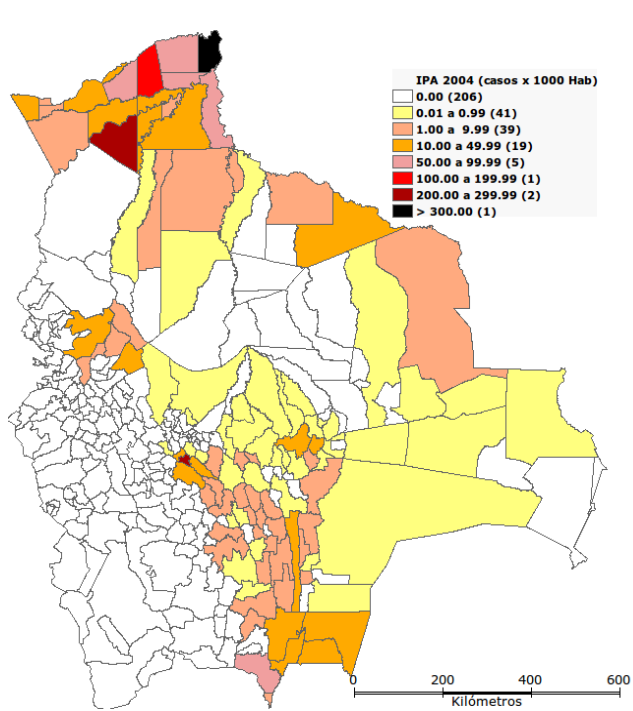 IPA 2004 (casos x 1000 Hab)
0.00 (206)
0.01 a 0.99 (41)
1.00 a 9.99 (39)
10.00 a 49.99 (19)
50.00 a 99.99 (5)
100.00 a 199.99 (1)
200.00 a 299.99 (2)
> 300.00 (1)
0 200 400 600
Kilómetros